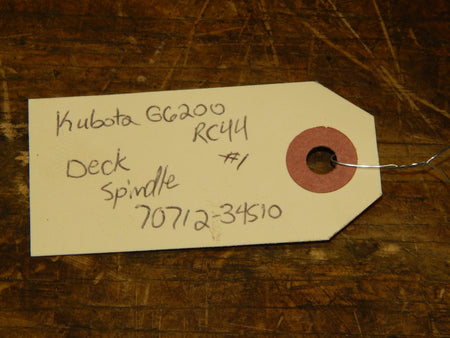 Kubota G6200
RC44
Deck #1
Spindle
70712-34510